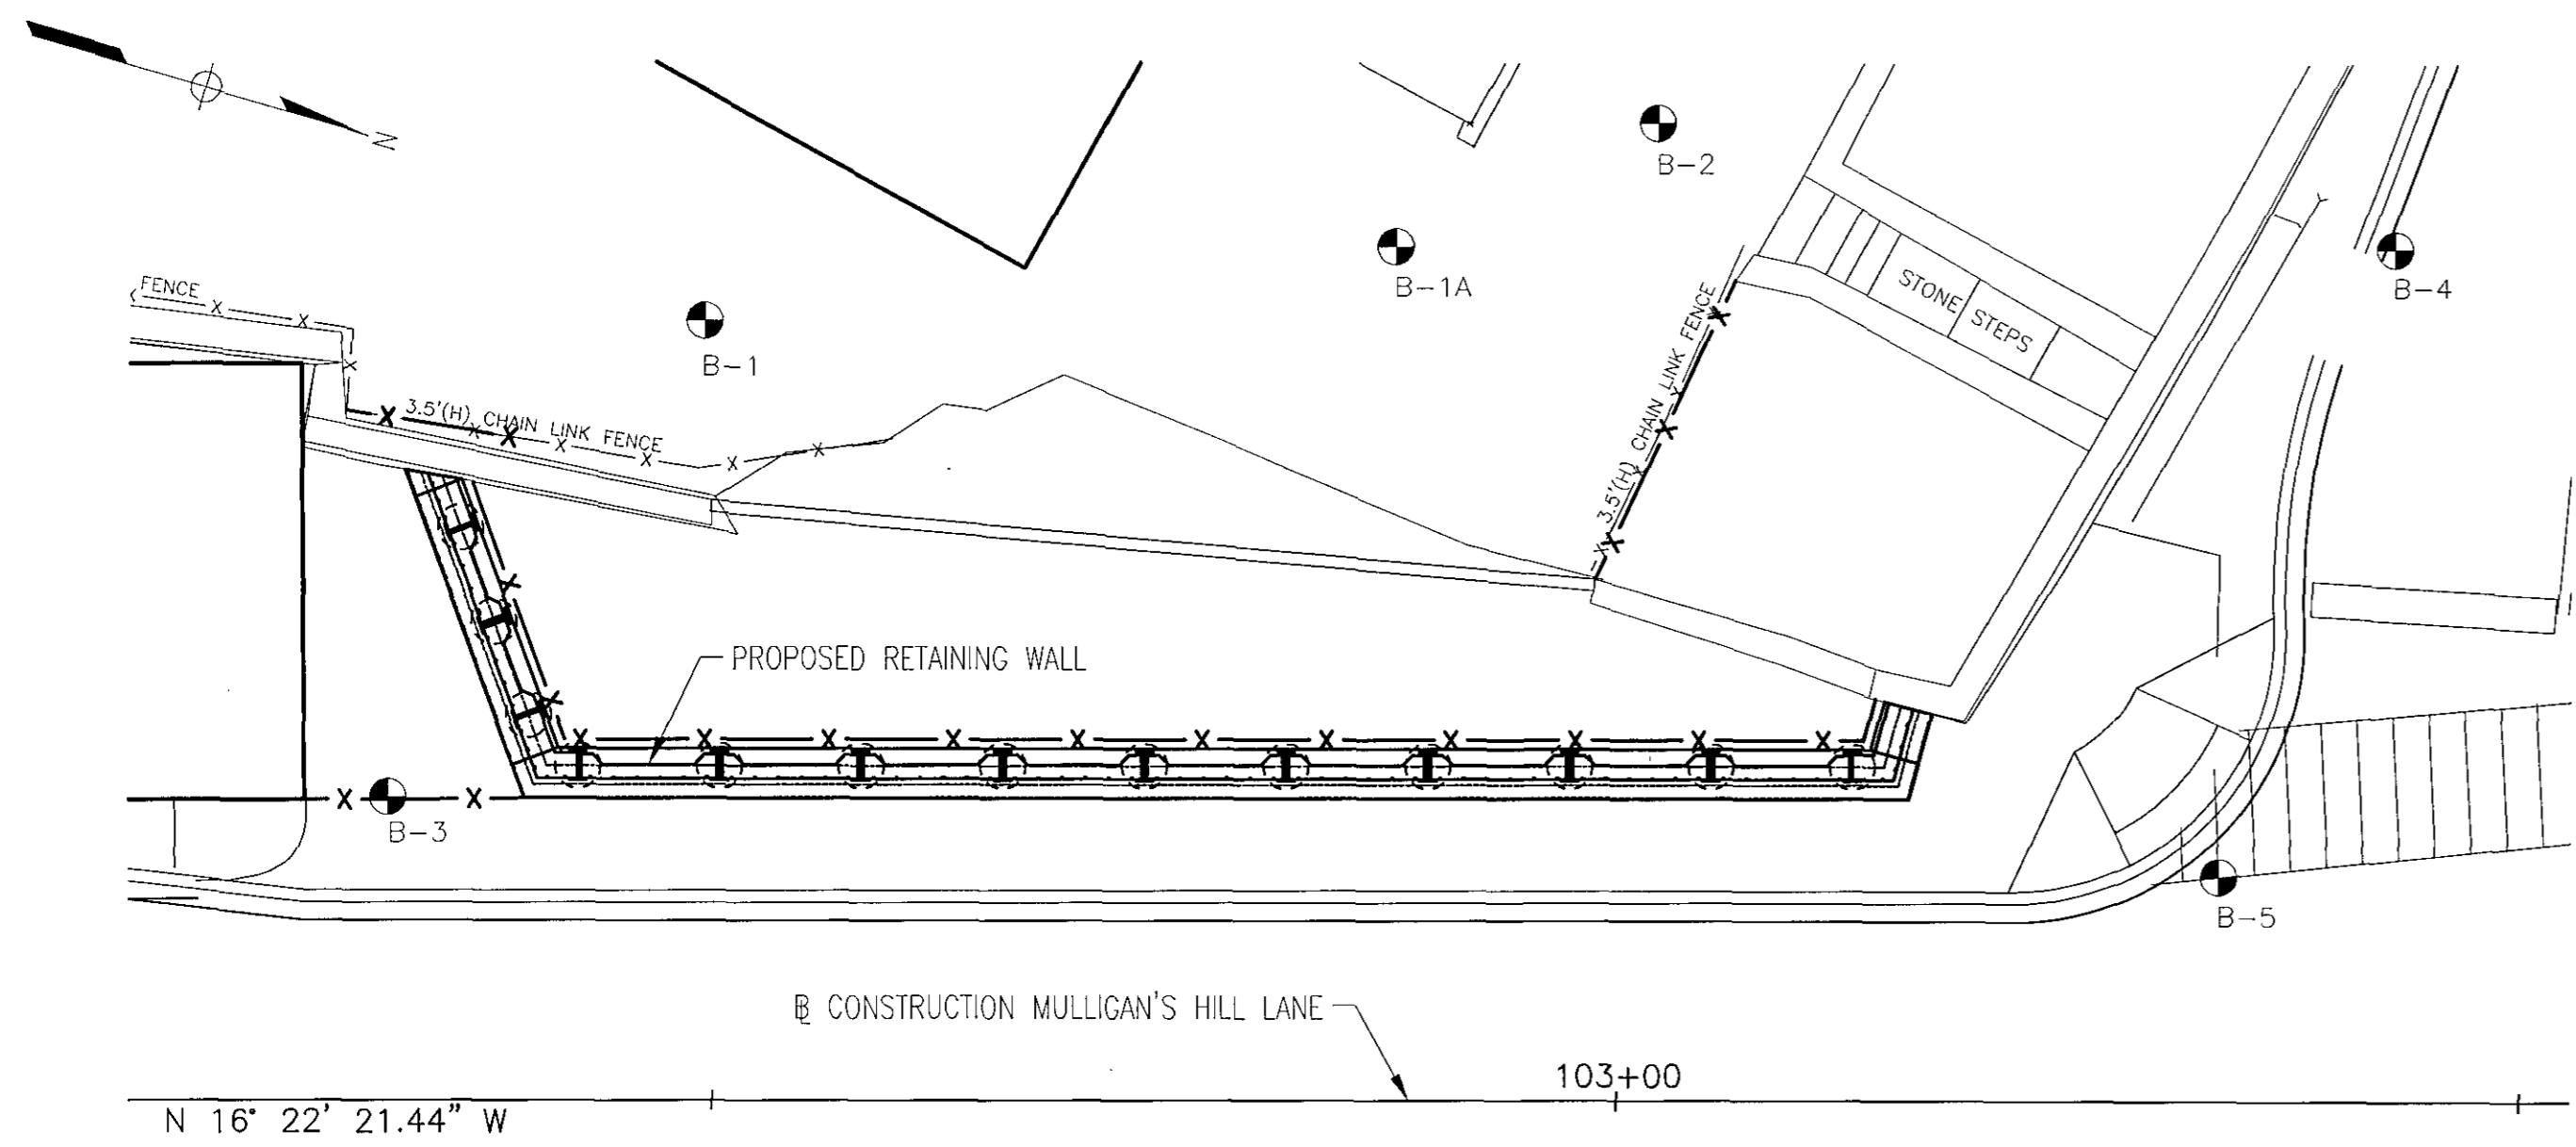 N
B-2
B-1A
B-4
FENCE
B-1
STONE STEPS
3.5'(H) CHAIN LINK FENCE
3.5'(H) CHAIN LINK FENCE
PROPOSED RETAINING WALL
B-3
B-5
℄ CONSTRUCTION MULLIGAN'S HILL LANE
103+00
N 16° 22' 21.44" W